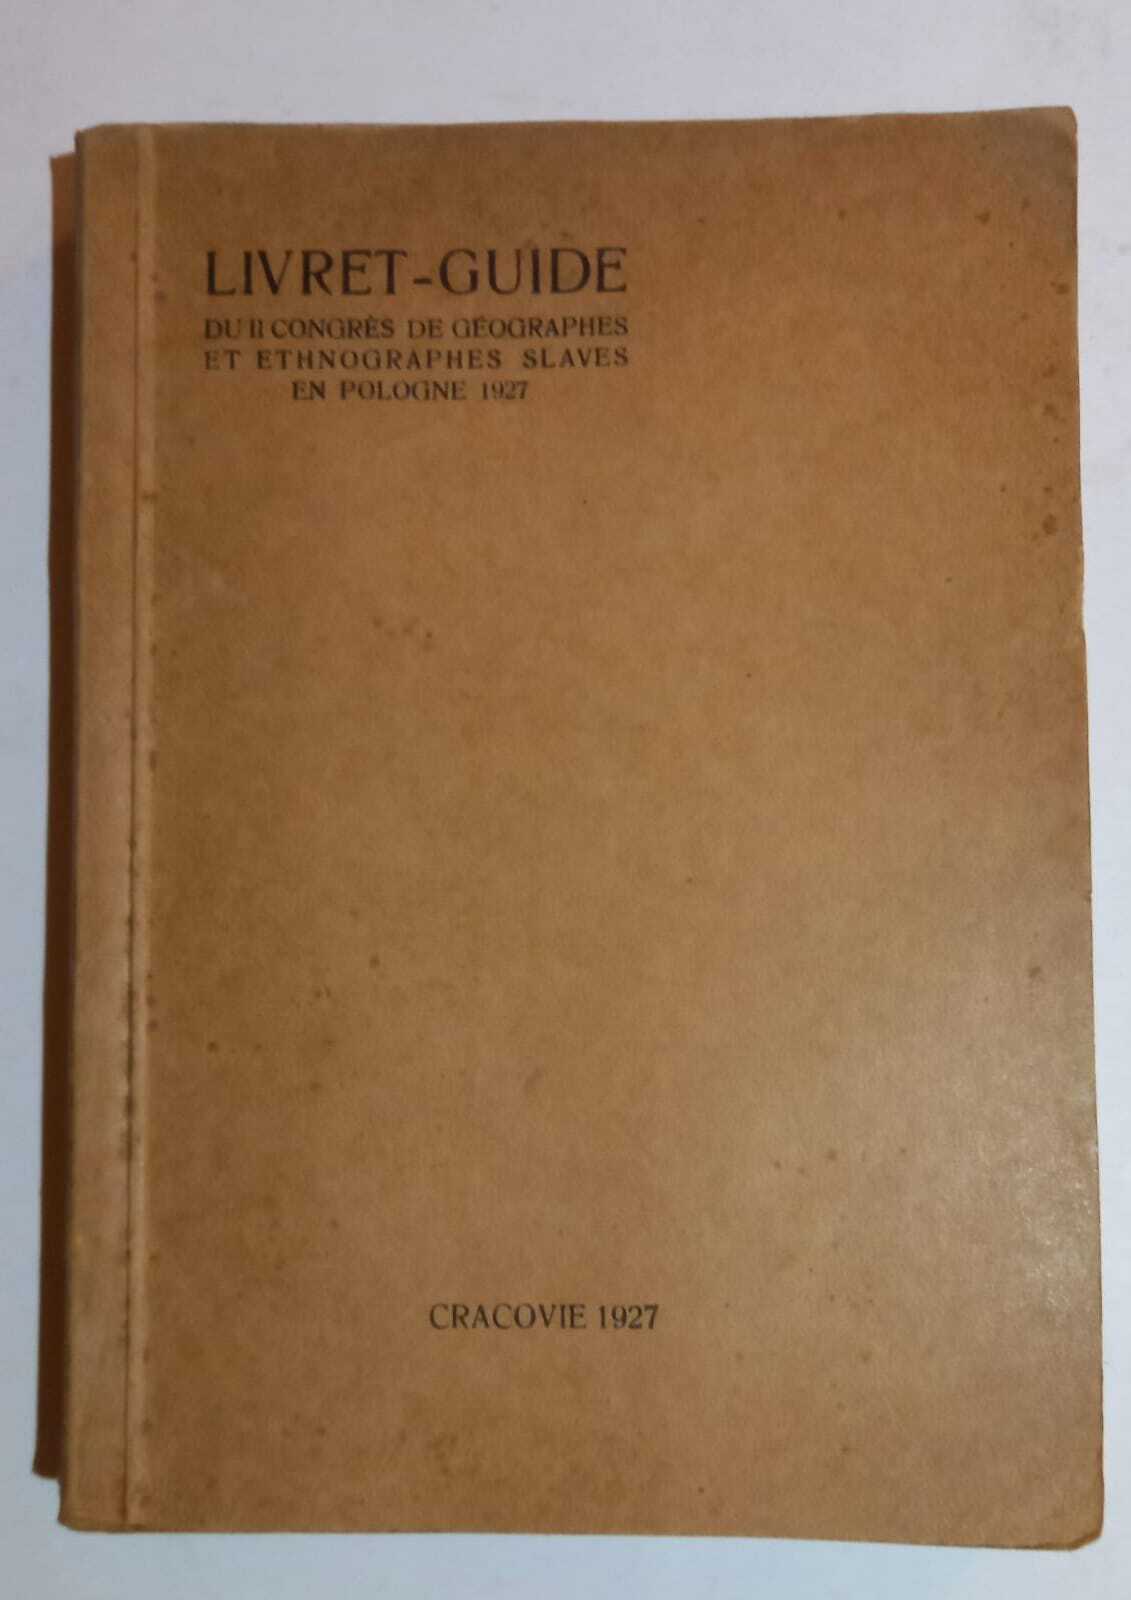 LIVRET-GUIDE
DU II CONGRÈS DE GÉOGRAPHES
ET ETHNOGRAPHES SLAVES
EN POLOGNE 1927
CRACOVIE 1927